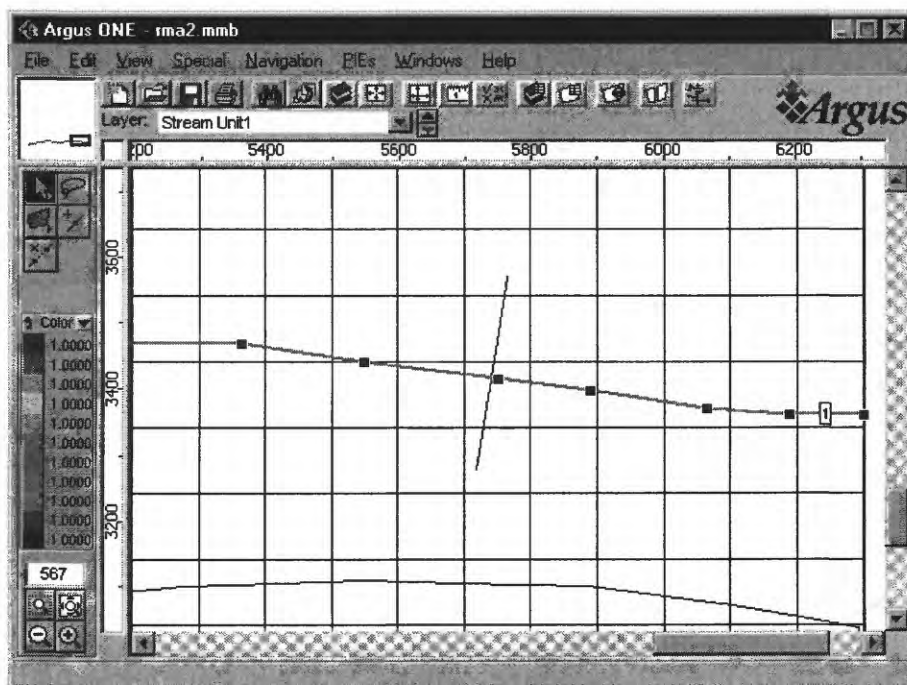 Argus ONE - rma2.mmb
File Edit View Special Navigation PIEs Windows Help
Argus
Layer: Stream Unit1
200 5400 5600 5800 6000 6200
3600
3400
3200
1
Color
1.0000
1.0000
1.0000
1.0000
1.0000
1.0000
1.0000
1.0000
1.0000
1.0000
1.0000
567